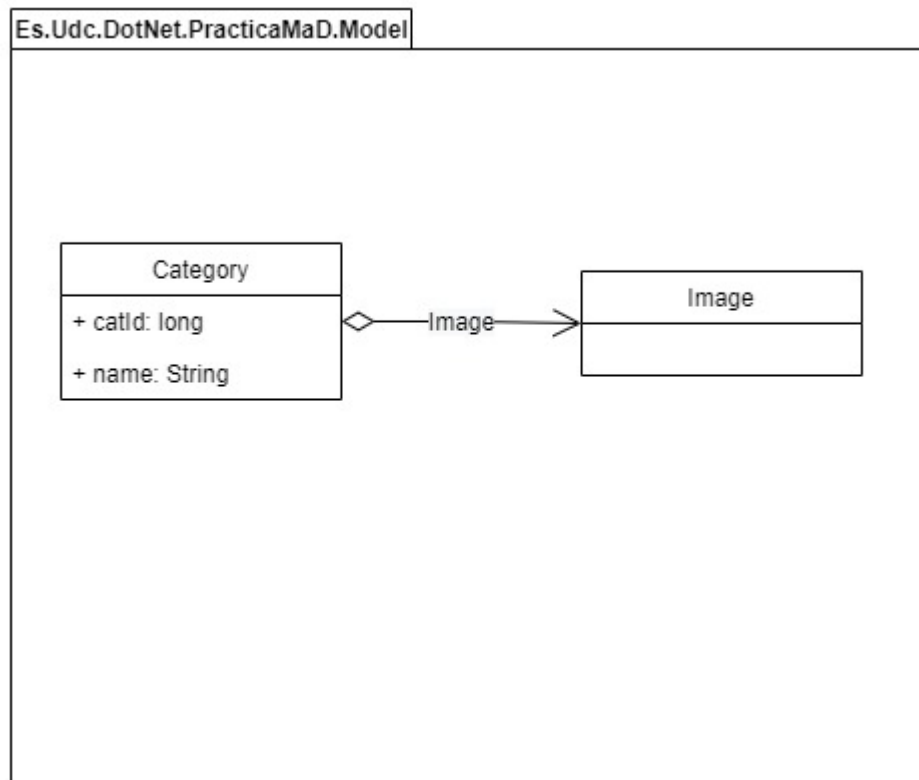 Es.Udc.DotNet.PracticaMaD.Model
Category
+ catId: long
+ name: String
Image
Image